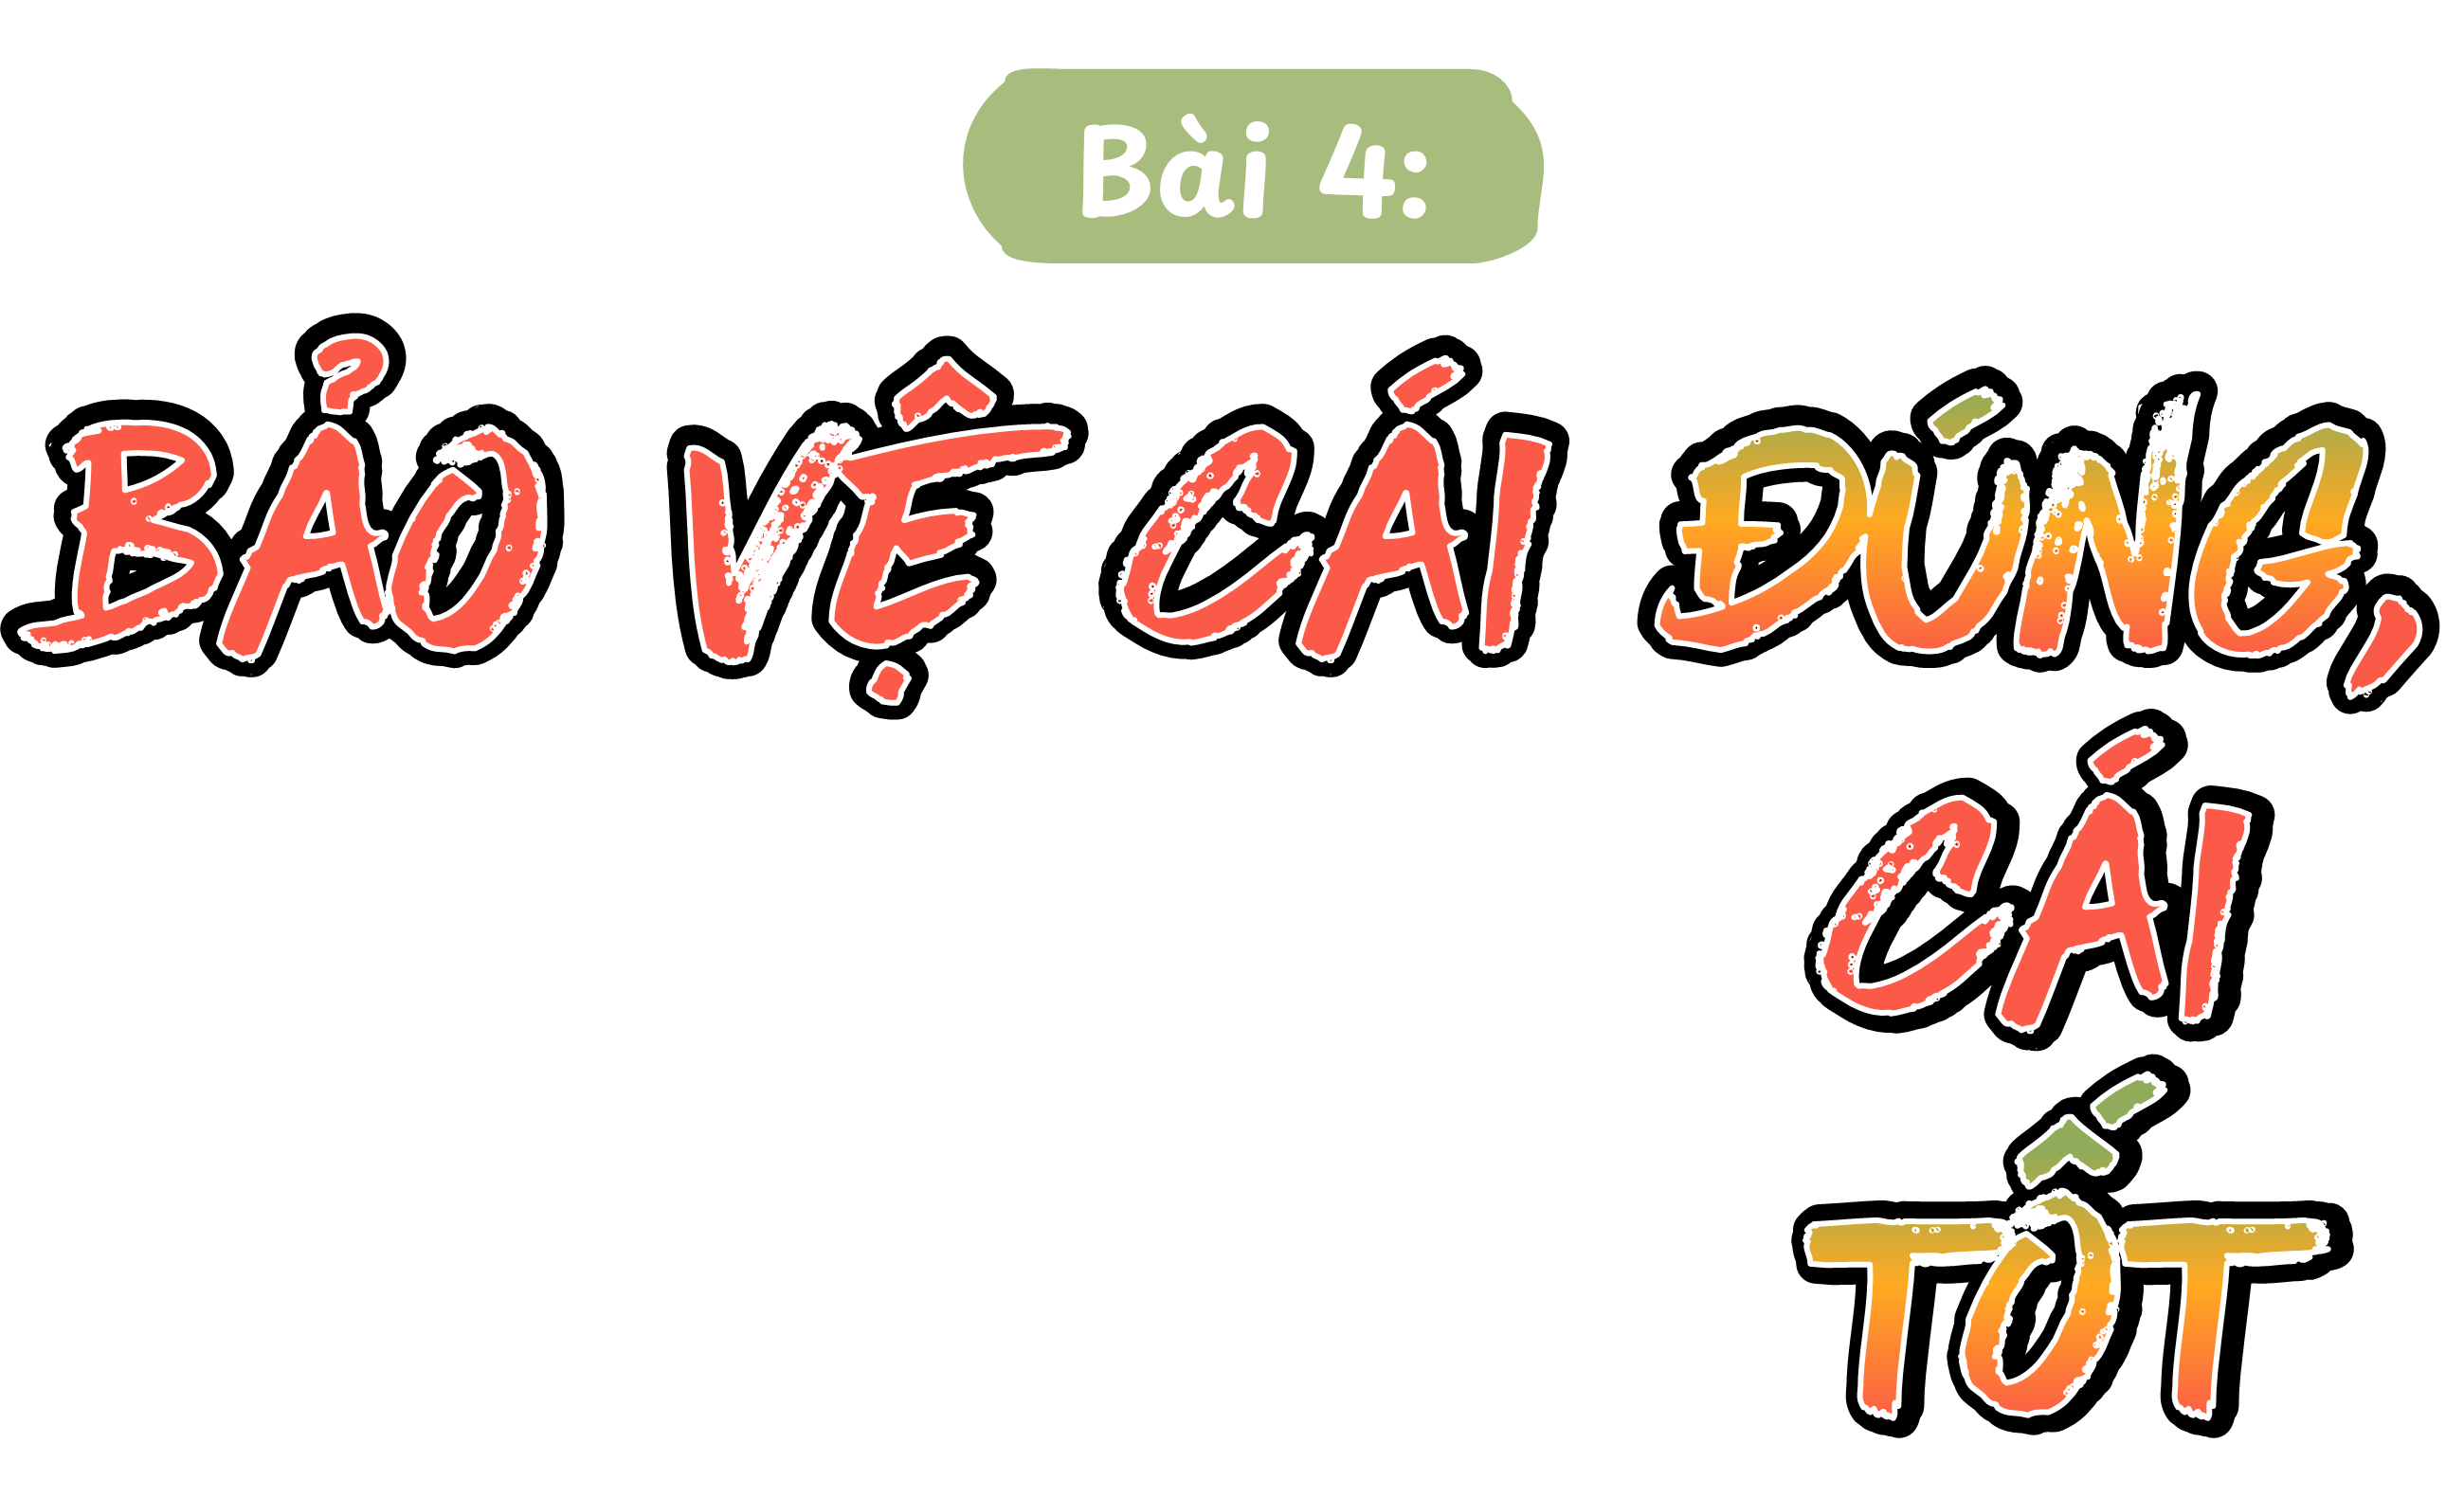 Bài 4:
BẢO VỆ CÁI ĐÚNG,
CÁI
TỐT